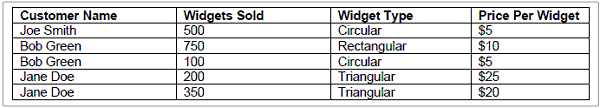 Customer Name Widgets Sold Widget Type Price Per Widget
Joe Smith 500 Circular $5
Bob Green 750 Rectangular $10
Bob Green 100 Circular $5
Jane Doe 200 Triangular $25
Jane Doe 350 Triangular $20